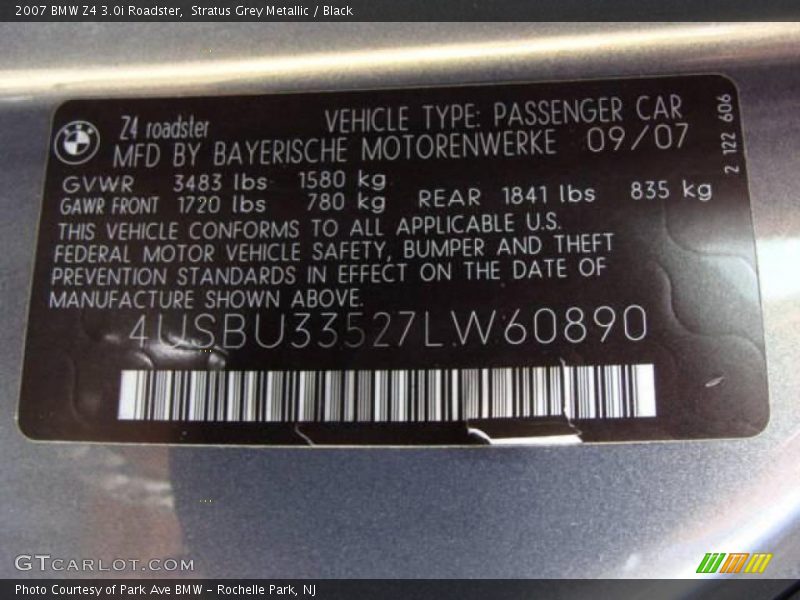 2007 BMW Z4 3.0i Roadster,  Stratus Grey Metallic / Black
BMW
Z4 roadster VEHICLE TYPE: PASSENGER CAR
MFD BY BAYERISCHE MOTORENWERKE 09/07
2 122 606
GVWR 3483 lbs 1580 kg
GAWR FRONT 1720 lbs 780 kg REAR 1841 lbs 835 kg
THIS VEHICLE CONFORMS TO ALL APPLICABLE U.S.
FEDERAL MOTOR VEHICLE SAFETY, BUMPER AND THEFT
PREVENTION STANDARDS IN EFFECT ON THE DATE OF
MANUFACTURE SHOWN ABOVE.
4USBU33527LW60890
GTCARLOT.COM
Photo Courtesy of Park Ave BMW - Rochelle Park, NJ